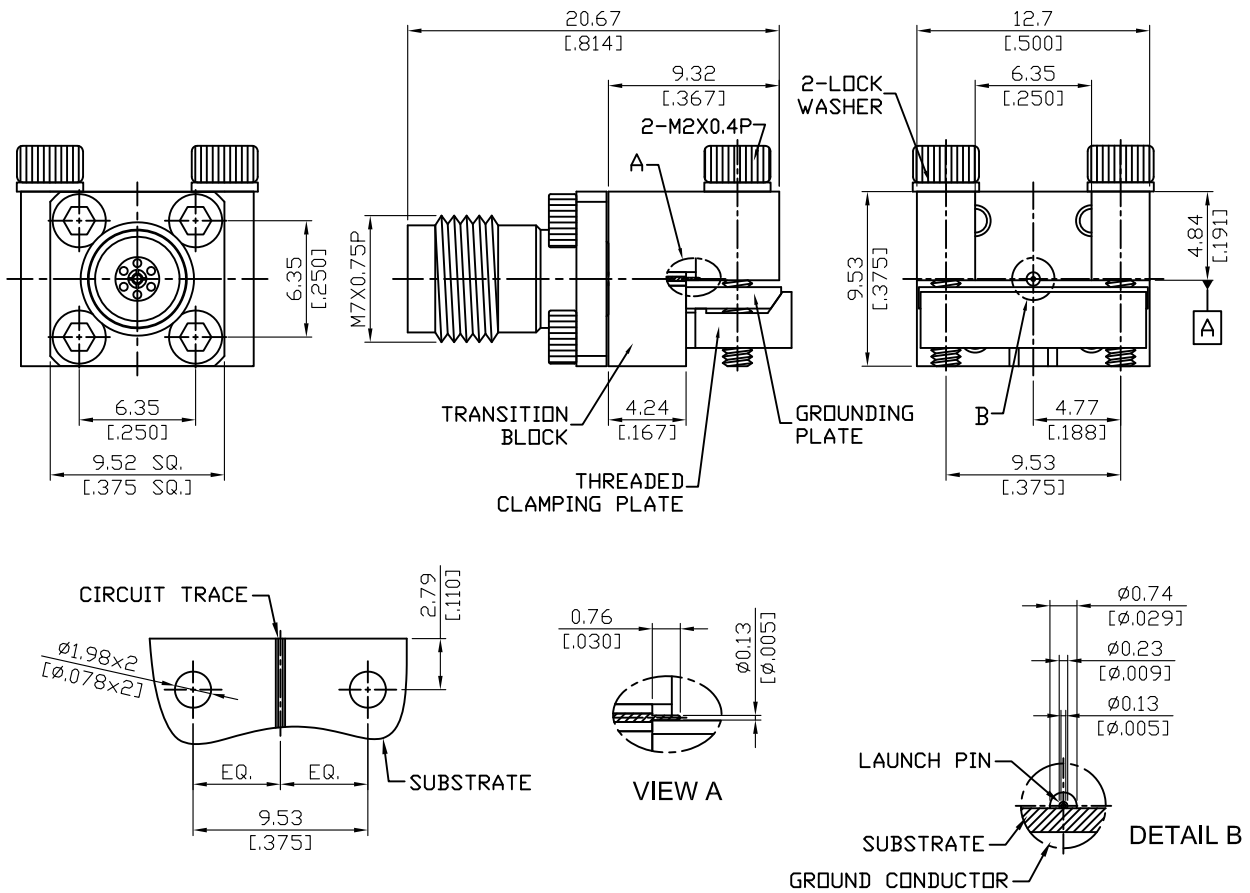 20.67
[.814]
9.32
[.367]
2-M2X0.4P
A
M7X0.75P
TRANSITION
BLOCK
4.24
[.167]
GROUNDING
PLATE
THREADED
CLAMPING PLATE
6.35
[.250]
6.35
[.250]
9.52 SQ.
[.375 SQ.]
12.7
[.500]
6.35
[.250]
2-LOCK
WASHER
9.53
[.375]
4.84
[.191]
A
B
4.77
[.188]
9.53
[.375]
CIRCUIT TRACE
2.79
[.110]
Ø1.98×2
[Ø.078×2]
EQ.
EQ.
SUBSTRATE
9.53
[.375]
0.76
[.030]
Ø0.13
[Ø.005]
VIEW A
Ø0.74
[Ø.029]
Ø0.23
[Ø.009]
Ø0.13
[Ø.005]
LAUNCH PIN
SUBSTRATE
DETAIL B
GROUND CONDUCTOR